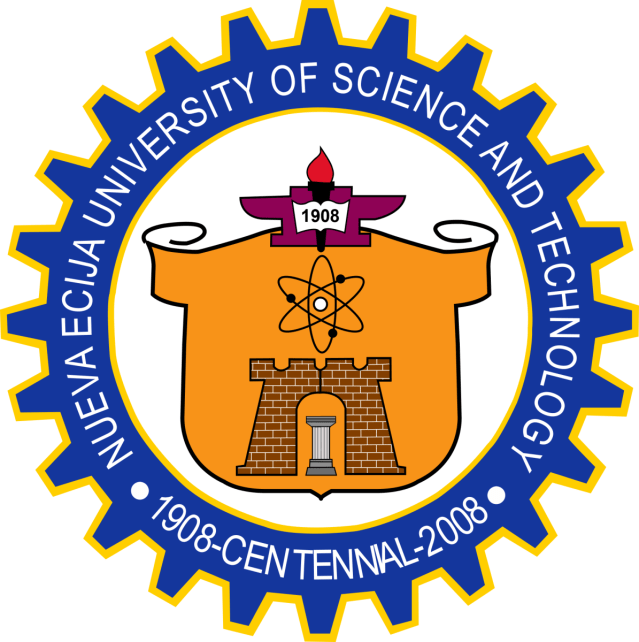 NUEVA ECIJA UNIVERSITY OF SCIENCE AND TECHNOLOGY
1908
1908-CENTENNIAL-2008